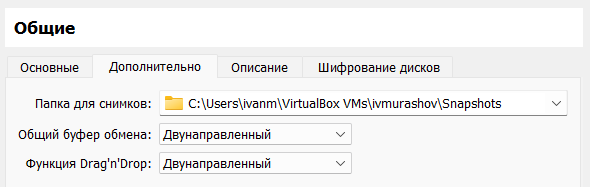 Общие
Основные Дополнительно Описание Шифрование дисков
Папка для снимков: C:\Users\ivanm\VirtualBox VMs\ivmurashov\Snapshots
Общий буфер обмена: Двунаправленный
Функция Drag'n'Drop: Двунаправленный